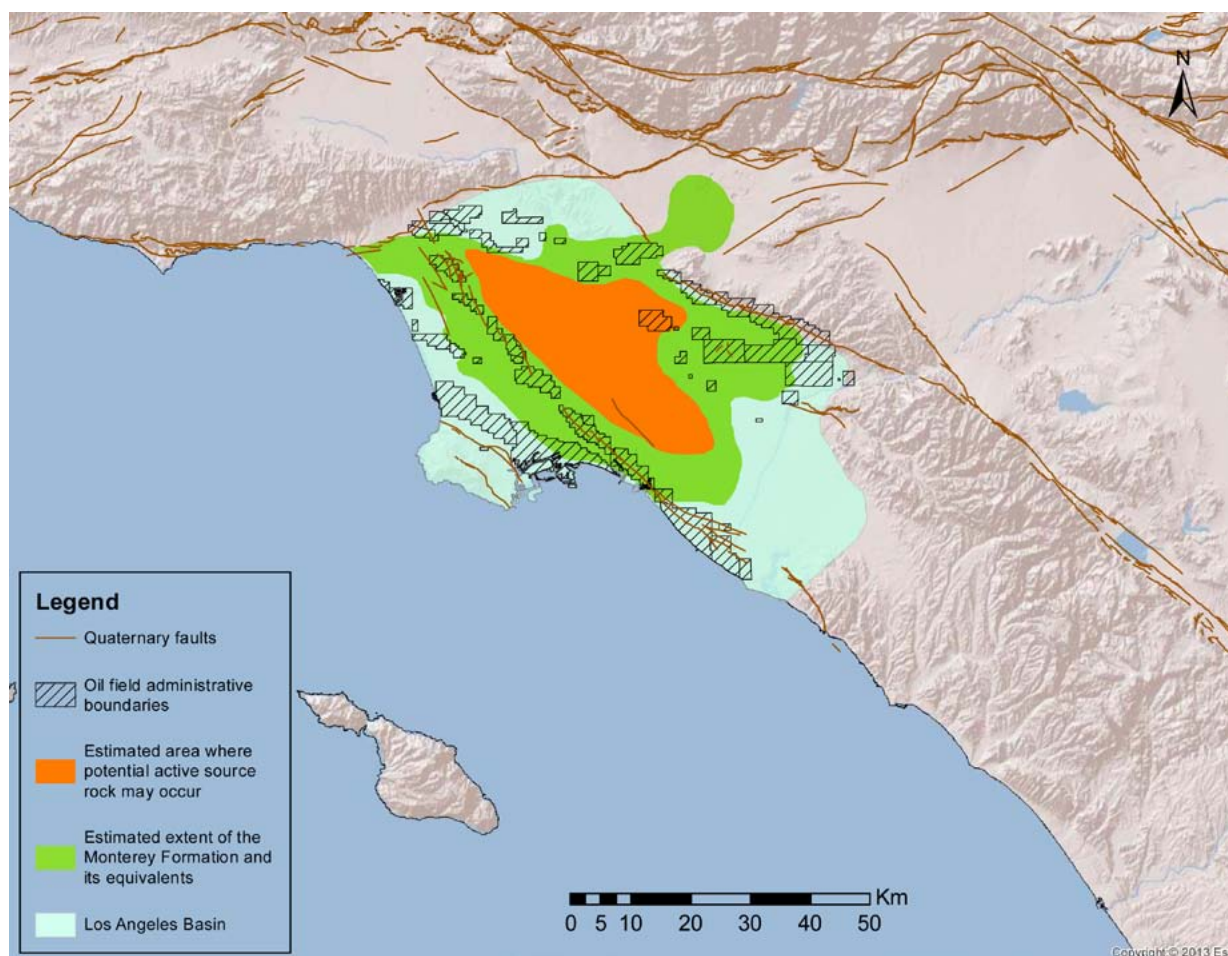 N
Legend
Quaternary faults
Oil field administrative
boundaries
Estimated area where
potential active source
rock may occur
Estimated extent of the
Monterey Formation and
its equivalents
Los Angeles Basin
Km
0 5 10 20 30 40 50
Copyright © 2013 Es